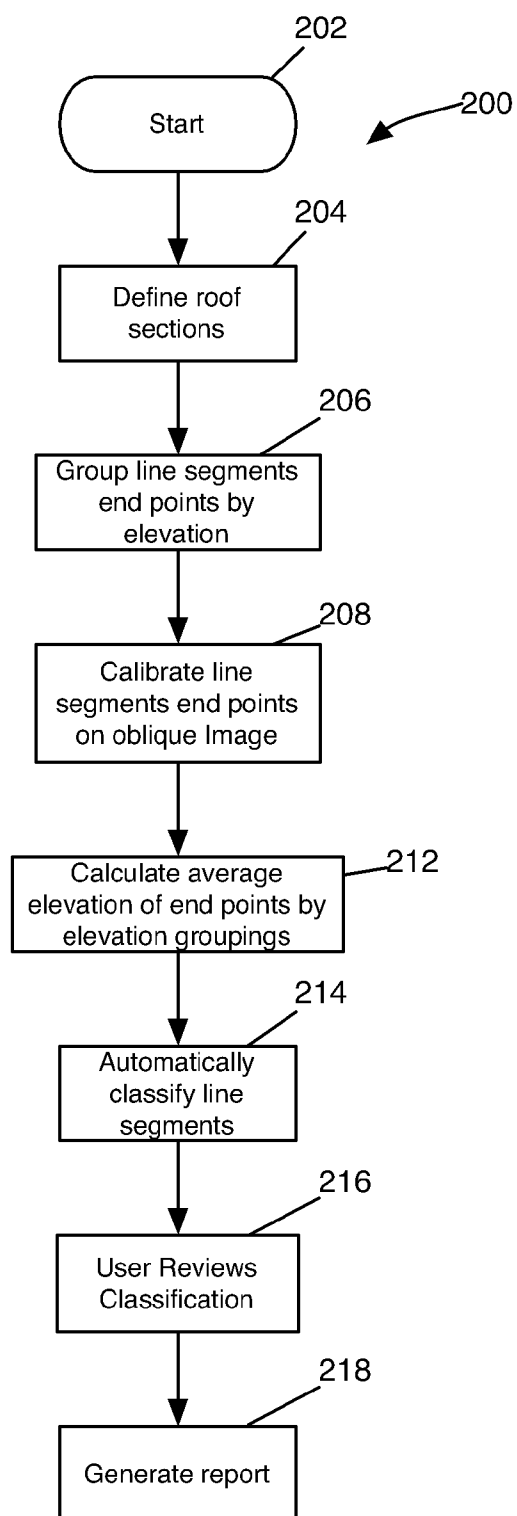 202
Start
200
204
Define roof
sections
206
Group line segments
end points by
elevation
208
Calibrate line
segments end points
on oblique Image
212
Calculate average
elevation of end points by
elevation groupings
214
Automatically
classify line
segments
216
User Reviews
Classification
218
Generate report